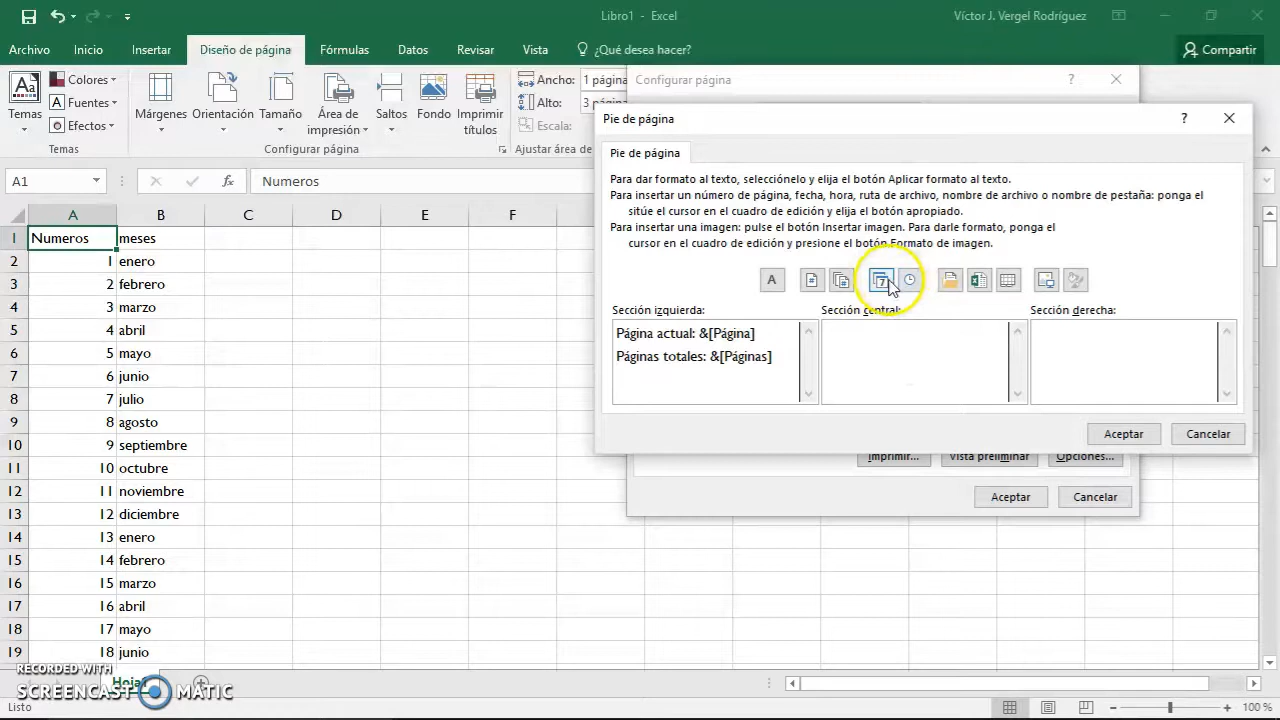 Libro1 - Excel
Víctor J. Vergel Rodríguez
Archivo
Inicio
Insertar
Diseño de página
Fórmulas
Datos
Revisar
Vista
¿Qué desea hacer?
Compartir
Aa
Temas
Colores
Fuentes
Efectos
Temas
Márgenes
Orientación
Tamaño
Área de
impresión
Saltos
Fondo
Imprimir
títulos
Configurar página
Ancho:
1 página
Alto:
3 página
Escala:
Ajustar área de
Configurar página
Pie de página
Pie de página
Para dar formato al texto, selecciónelo y elija el botón Aplicar formato al texto.
Para insertar un número de página, fecha, hora, ruta de archivo, nombre de archivo o nombre de pestaña: ponga el
sitúe el cursor en el cuadro de edición y elija el botón apropiado.
Para insertar una imagen: pulse el botón Insertar imagen. Para darle formato, ponga el
cursor en el cuadro de edición y presione el botón Formato de imagen.
A
Sección izquierda:
Sección central:
Sección derecha:
Página actual: &[Página]
Páginas totales: &[Páginas]
Aceptar
Cancelar
Imprimir...
Vista preliminar
Opciones...
Aceptar
Cancelar
A1
fx
Numeros
A B C D E F
1 Numeros meses
2 1 enero
3 2 febrero
4 3 marzo
5 4 abril
6 5 mayo
7 6 junio
8 7 julio
9 8 agosto
10 9 septiembre
11 10 octubre
12 11 noviembre
13 12 diciembre
14 13 enero
15 14 febrero
16 15 marzo
17 16 abril
18 17 mayo
19 18 junio
RECORDED WITH
SCREENCAST MATIC
Listo
100 %